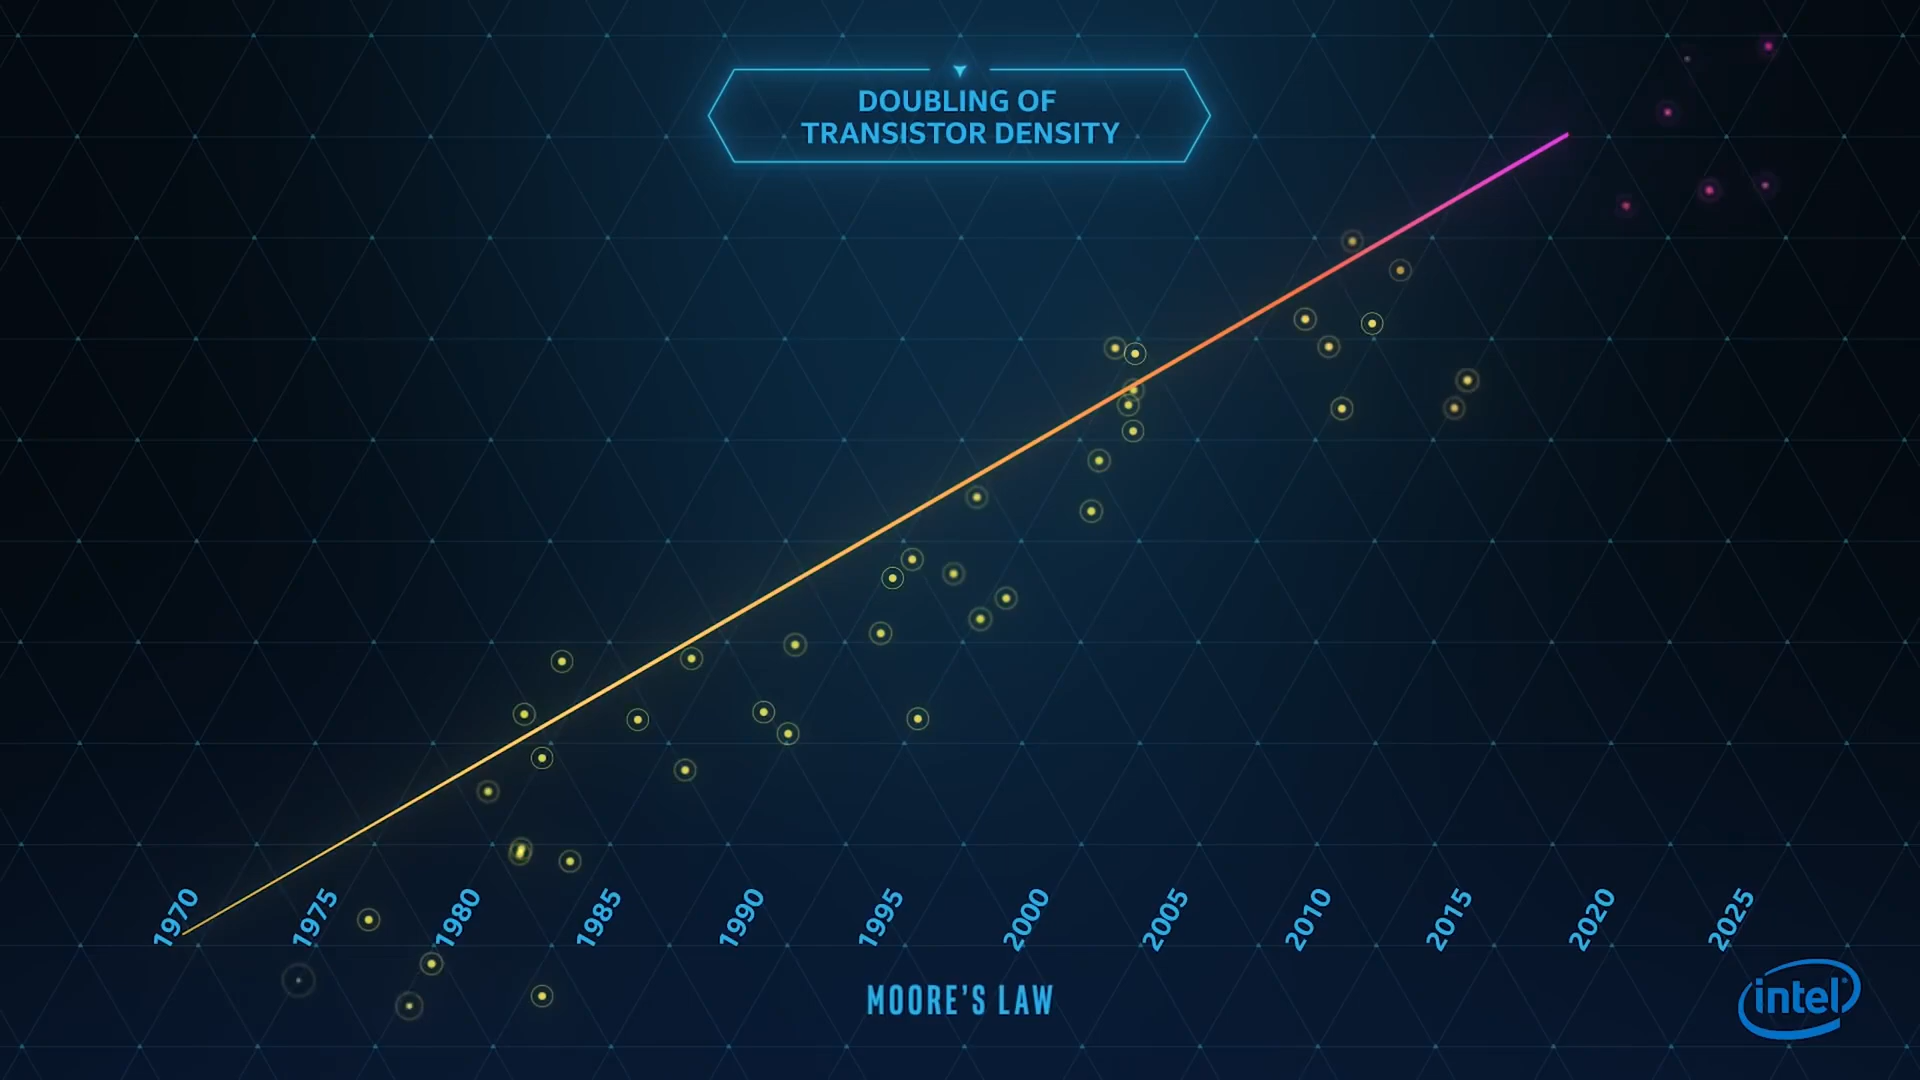 DOUBLING OF
TRANSISTOR DENSITY
1970 1975 1980 1985 1990 1995 2000 2005 2010 2015 2020 2025
MOORE'S LAW
intel